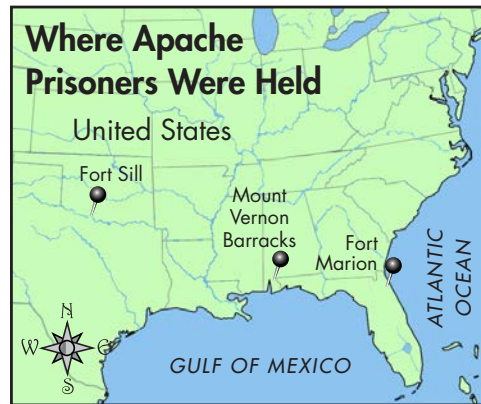 Where Apache
Prisoners Were Held
United States
Fort Sill
Mount
Vernon
Barracks
Fort
Marion
ATLANTIC
OCEAN
GULF OF MEXICO
N
W
E
S